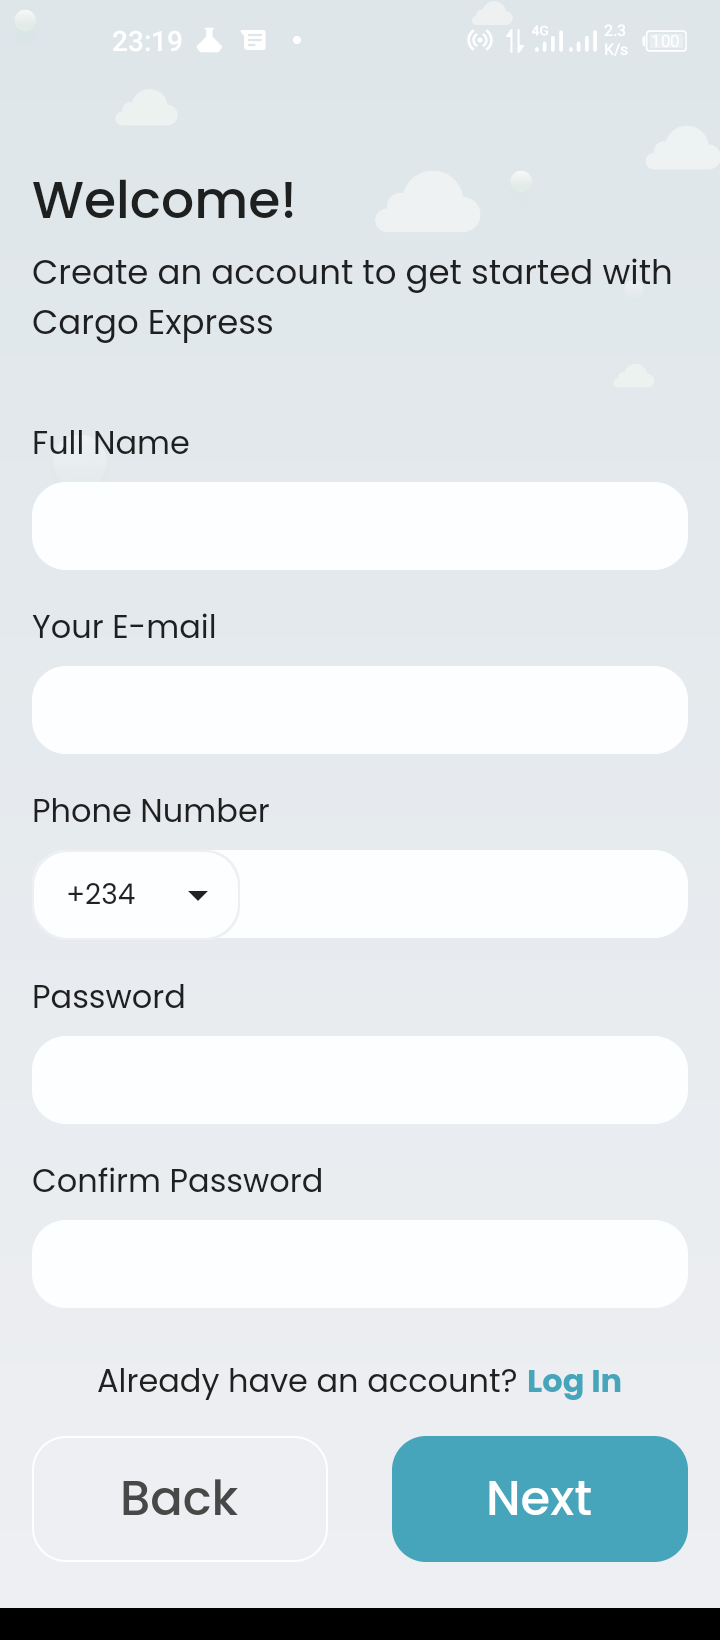 23:19 4G 2.3 K/s 100
Welcome!
Create an account to get started with
Cargo Express
Full Name
Your E-mail
Phone Number
+234
Password
Confirm Password
Already have an account? Log In
Back Next